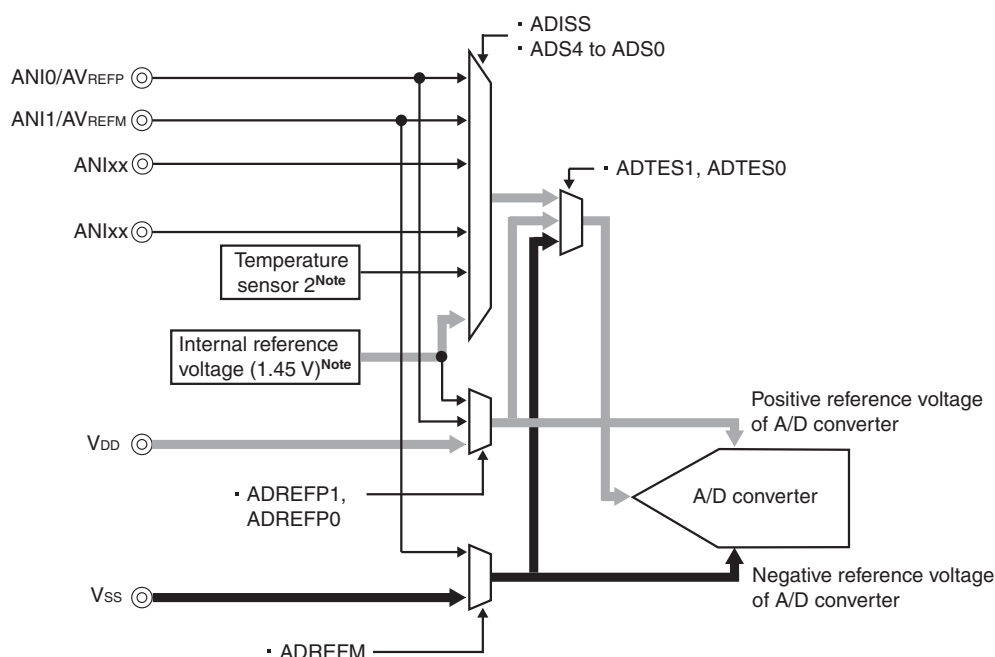 ▪ ADISS
▪ ADS4 to ADS0
ANI0/AVREFP
ANI1/AVREFM
ANIxx
▪ ADTES1, ADTES0
ANIxx
Temperature
sensor 2Note
Internal reference
voltage (1.45 V)Note
Positive reference voltage
of A/D converter
VDD
A/D converter
▪ ADREFP1,
ADREFP0
Negative reference voltage
of A/D converter
VSS
▪ ADREFM